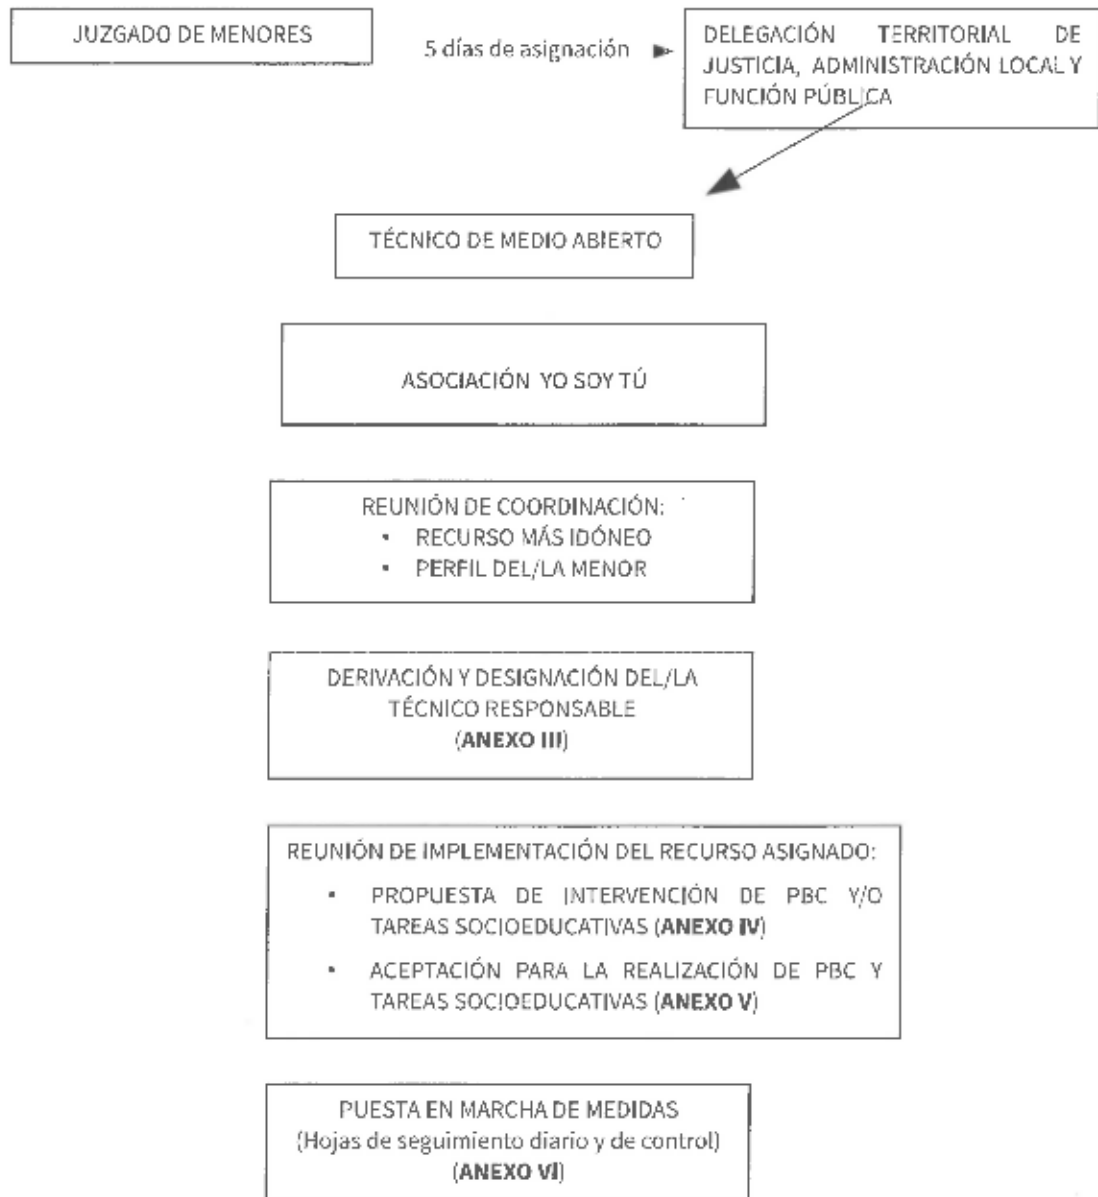 JUZGADO DE MENORES
5 días de asignación
DELEGACIÓN TERRITORIAL DE
JUSTICIA, ADMINISTRACIÓN LOCAL Y
FUNCIÓN PÚBLICA
TÉCNICO DE MEDIO ABIERTO
ASOCIACIÓN YO SOY TÚ
REUNIÓN DE COORDINACIÓN:
• RECURSO MÁS IDÓNEO
• PERFIL DEL/LA MENOR
DERIVACIÓN Y DESIGNACIÓN DEL/LA
TÉCNICO RESPONSABLE
(ANEXO III)
REUNIÓN DE IMPLEMENTACIÓN DEL RECURSO ASIGNADO:
• PROPUESTA DE INTERVENCIÓN DE PBC Y/O
TAREAS SOCIOEDUCATIVAS (ANEXO IV)
• ACEPTACIÓN PARA LA REALIZACIÓN DE PBC Y
TAREAS SOCIOEDUCATIVAS (ANEXO V)
PUESTA EN MARCHA DE MEDIDAS
(Hojas de seguimiento diario y de control)
(ANEXO VI)